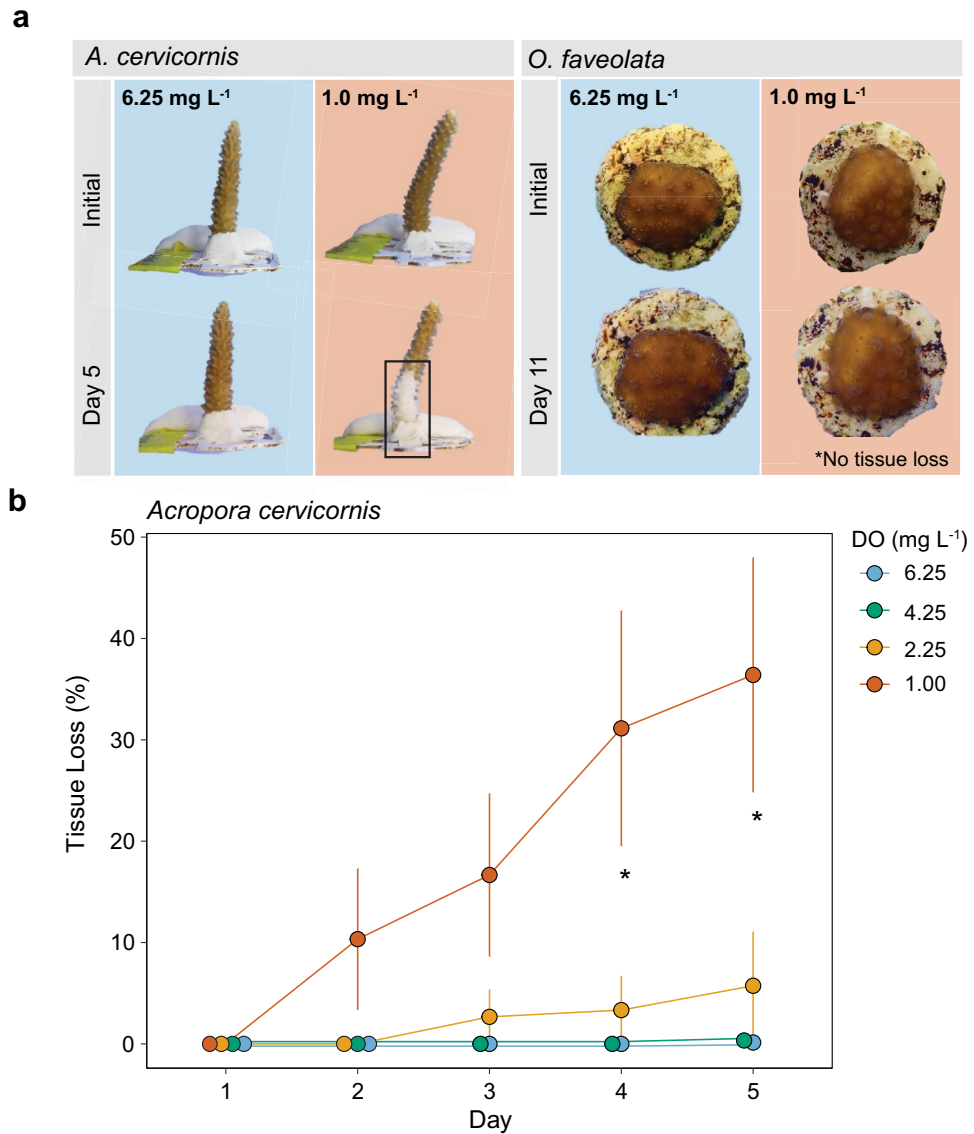 a
A. cervicornis
O. faveolata
6.25 mg L⁻¹
1.0 mg L⁻¹
6.25 mg L⁻¹
1.0 mg L⁻¹
Initial
Initial
Day 5
Day 11
*No tissue loss
b
Acropora cervicornis
DO (mg L⁻¹)
6.25
4.25
2.25
1.00
Tissue Loss (%)
50
40
30
20
10
0
*
*
1 2 3 4 5
Day